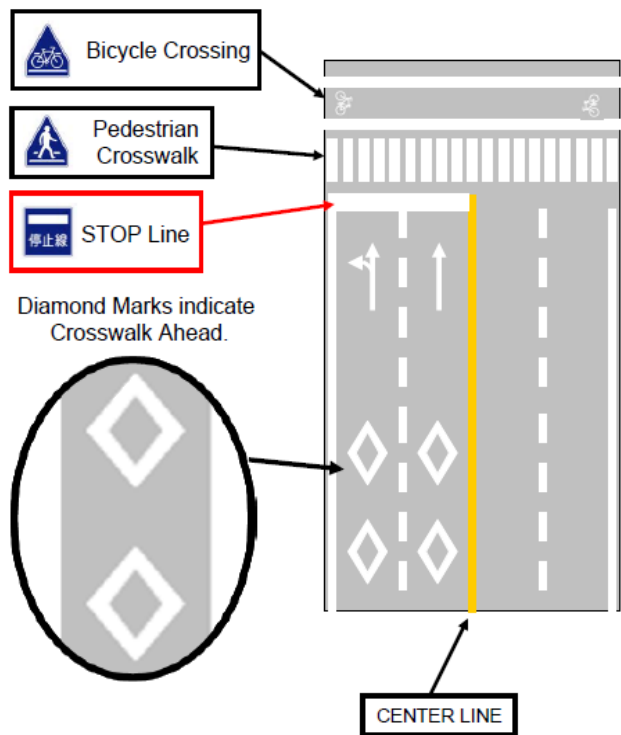 Bicycle Crossing
Pedestrian
Crosswalk
停止線
STOP Line
Diamond Marks indicate
Crosswalk Ahead.
CENTER LINE